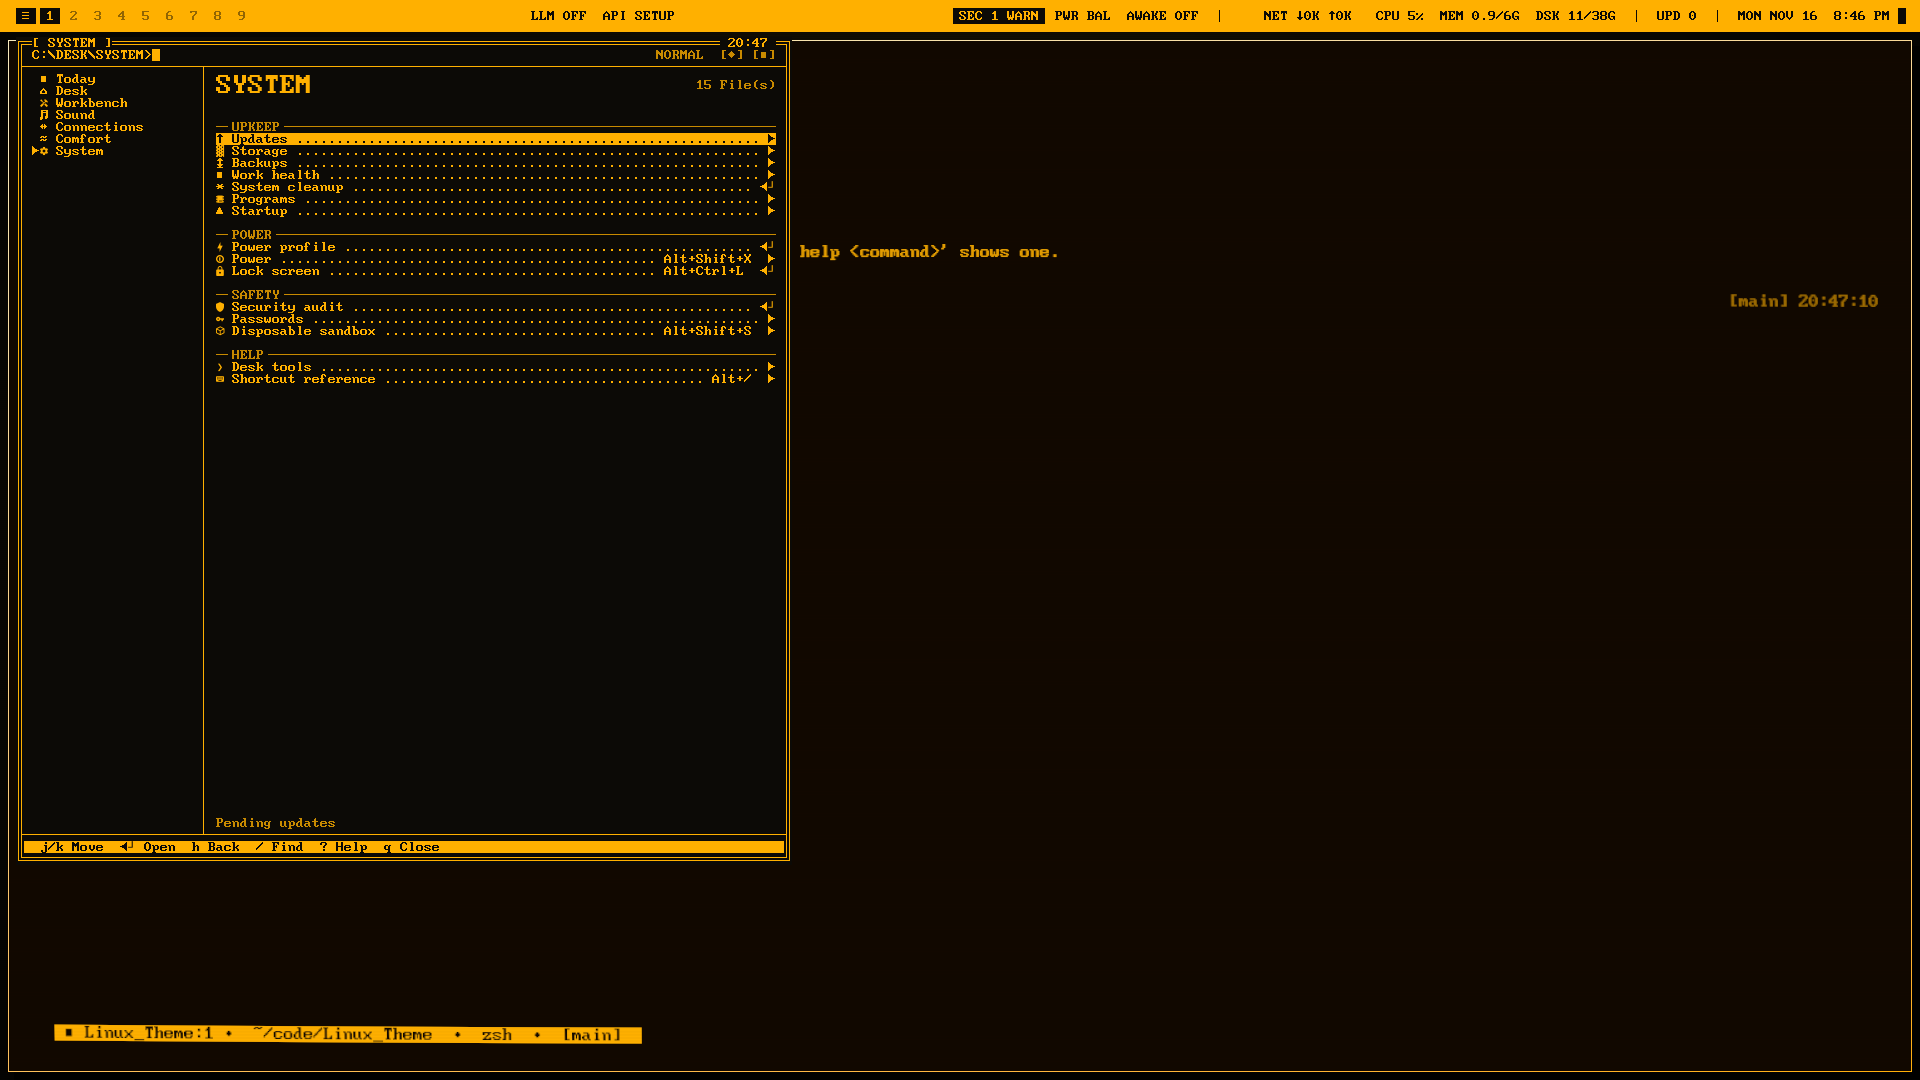 ≡ 1 2 3 4 5 6 7 8 9 LLM OFF API SETUP SEC 1 WARN PWR BAL AWAKE OFF | NET ↓OK ↑OK CPU 5% MEM 0.9/6G DSK 11/38G | UPD 0 | MON NOV 16 8:46 PM
[ SYSTEM ] 20:47
C:\DESK\SYSTEM> NORMAL [◆] [▪]
Today
Desk
Workbench
Sound
Connections
Comfort
System
SYSTEM 15 File(s)
UPKEEP
Updates ..........................................................
Storage ..........................................................
Backups ..........................................................
Work health ......................................................
System cleanup ..................................................
Programs .........................................................
Startup ..........................................................
POWER
Power profile ...................................................
Power ............................................... Alt+Shift+X
Lock screen ......................................... Alt+Ctrl+L
SAFETY
Security audit ..................................................
Passwords ........................................................
Disposable sandbox .................................. Alt+Shift+S
HELP
Desk tools .......................................................
Shortcut reference ........................................ Alt+/
Pending updates
j/k Move ↵ Open h Back / Find ? Help q Close
help <command>' shows one.
[main] 20:47:10
Linux_Theme:1 ◆ ~/code/Linux_Theme ◆ zsh ◆ [main]